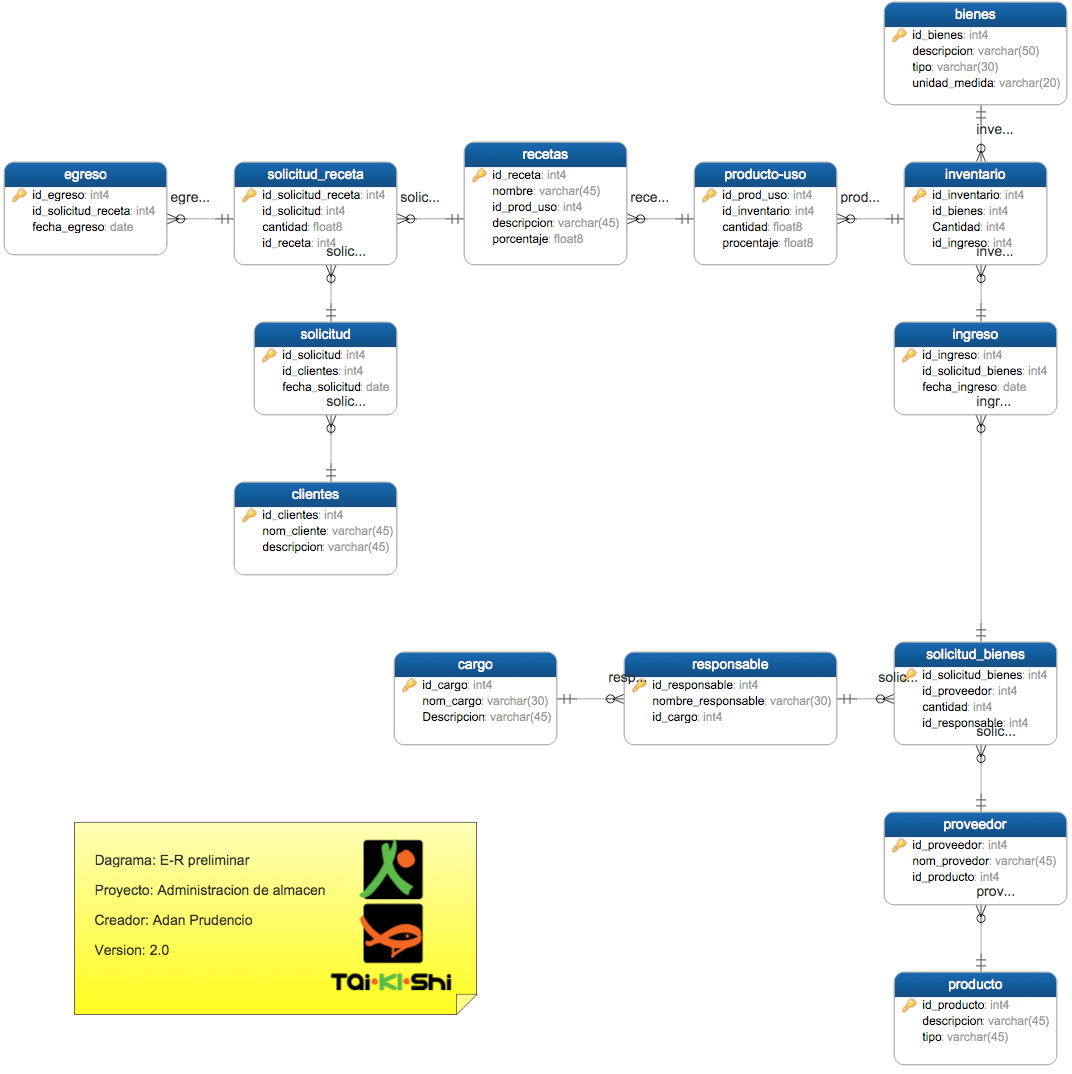 bienes
id_bienes: int4
descripcion: varchar(50)
tipo: varchar(30)
unidad_medida: varchar(20)
inve...
egreso
id_egreso: int4
id_solicitud_receta: int4
fecha_egreso: date
egre...
solicitud_receta
id_solicitud_receta: int4
id_solicitud: int4
cantidad: float8
id_receta: int4
solic...
solic...
recetas
id_receta: int4
nombre: varchar(45)
id_prod_uso: int4
descripcion: varchar(45)
porcentaje: float8
rece...
producto-uso
id_prod_uso: int4
id_inventario: int4
cantidad: float8
procentaje: float8
prod...
inventario
id_inventario: int4
id_bienes: int4
Cantidad: int4
id_ingreso: int4
inve...
solicitud
id_solicitud: int4
id_clientes: int4
fecha_solicitud: date
solic...
ingreso
id_ingreso: int4
id_solicitud_bienes: int4
fecha_ingreso: date
ingr...
clientes
id_clientes: int4
nom_cliente: varchar(45)
descripcion: varchar(45)
cargo
id_cargo: int4
nom_cargo: varchar(30)
Descripcion: varchar(45)
resp...
responsable
id_responsable: int4
nombre_responsable: varchar(30)
id_cargo: int4
solic...
solicitud_bienes
id_solicitud_bienes: int4
id_proveedor: int4
cantidad: int4
id_responsable: int4
solic...
proveedor
id_proveedor: int4
nom_provedor: varchar(45)
id_producto: int4
prov...
producto
id_producto: int4
descripcion: varchar(45)
tipo: varchar(45)
Dagrama: E-R preliminar
Proyecto: Administracion de almacen
Creador: Adan Prudencio
Version: 2.0
TQi•KI•Shi